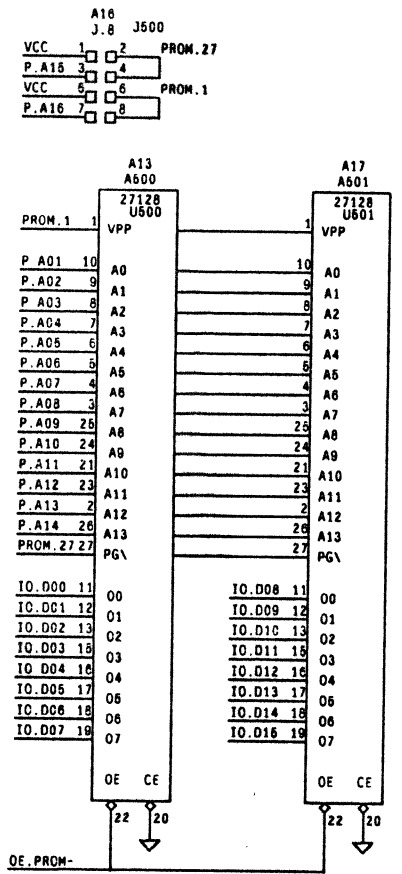 A16
J.8 J500
VCC 1 2 PROM.27
P.A15 3 4
VCC 5 6 PROM.1
P.A16 7 8
A13 A17
A500 A501
27128 27128
U500 U501
PROM.1 1 VPP 1 VPP
P.A01 10 A0 10 A0
P.A02 9 A1 9 A1
P.A03 8 A2 8 A2
P.A04 7 A3 7 A3
P.A05 6 A4 6 A4
P.A06 5 A5 5 A5
P.A07 4 A6 4 A6
P.A08 3 A7 3 A7
P.A09 25 A8 25 A8
P.A10 24 A9 24 A9
P.A11 21 A10 21 A10
P.A12 23 A11 23 A11
P.A13 2 A12 2 A12
P.A14 26 A13 26 A13
PROM.27 27 PG\ 27 PG\
IO.D00 11 O0 IO.D08 11 O0
IO.D01 12 O1 IO.D09 12 O1
IO.D02 13 O2 IO.D10 13 O2
IO.D03 15 O3 IO.D11 15 O3
IO.D04 16 O4 IO.D12 16 O4
IO.D05 17 O5 IO.D13 17 O5
IO.D06 18 O6 IO.D14 18 O6
IO.D07 19 O7 IO.D15 19 O7
OE CE OE CE
22 20 22 20
OE.PROM-